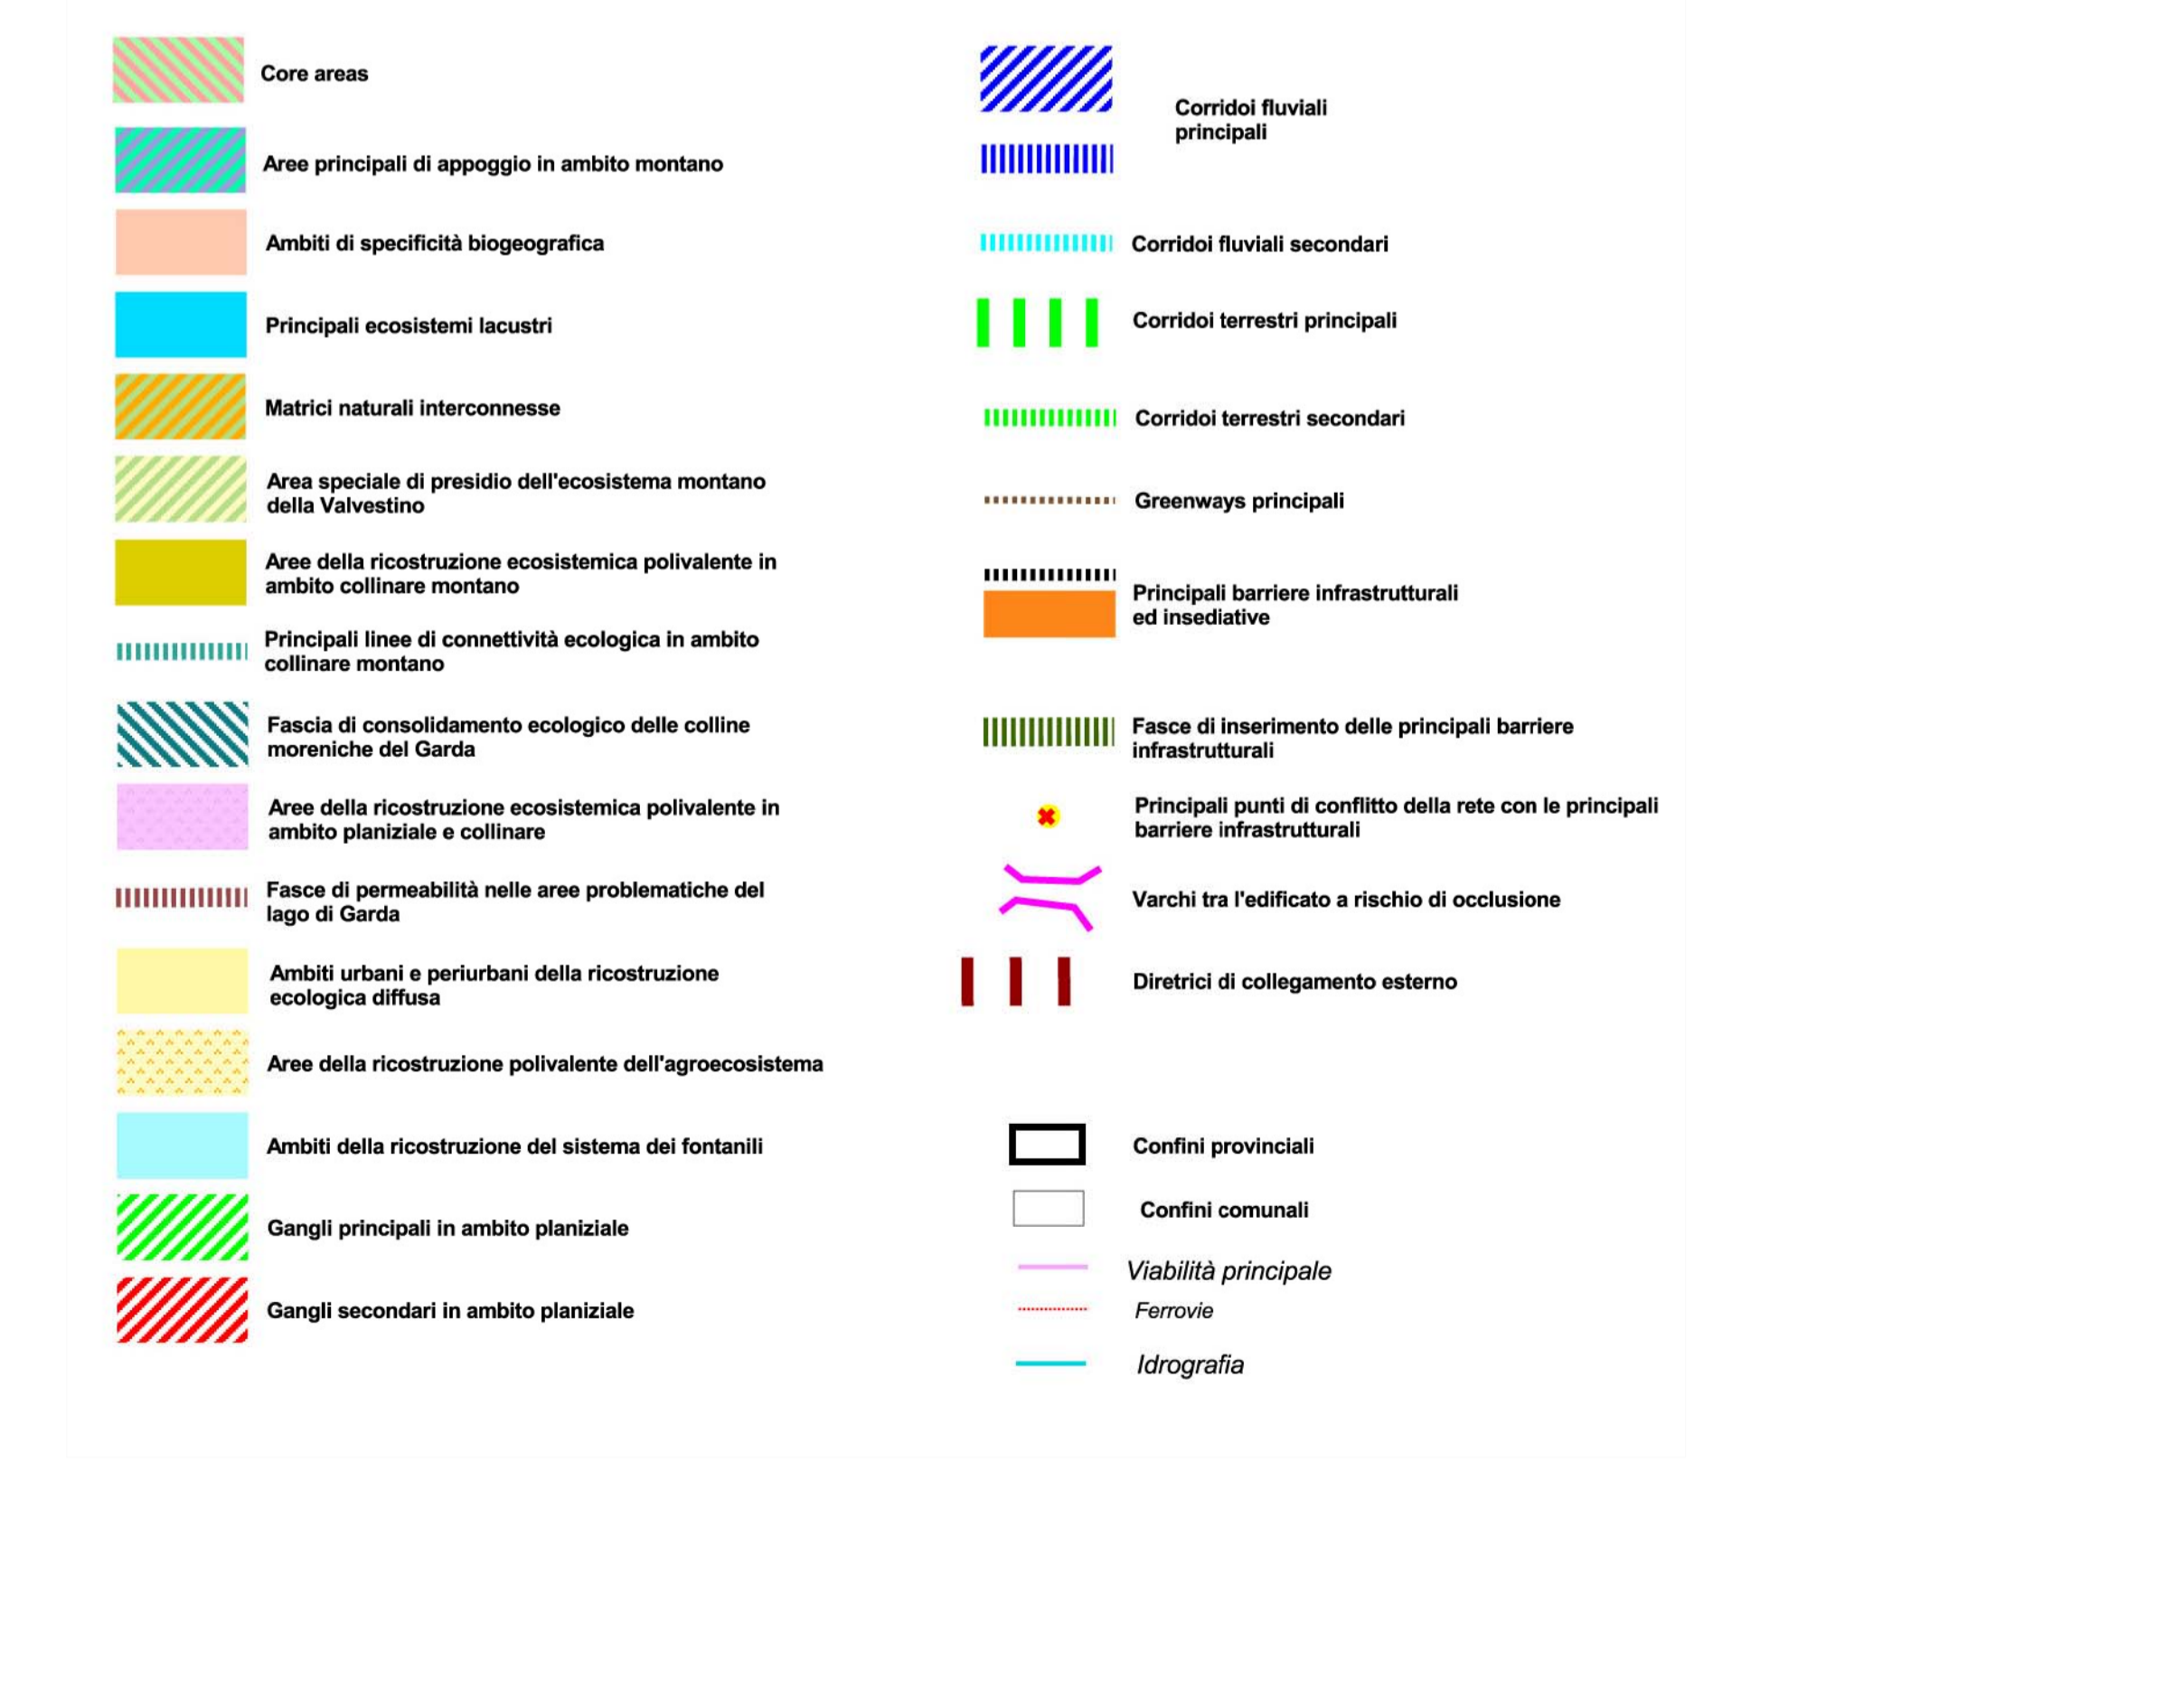 Core areas
Aree principali di appoggio in ambito montano
Ambiti di specificità biogeografica
Principali ecosistemi lacustri
Matrici naturali interconnesse
Area speciale di presidio dell'ecosistema montano
della Valvestino
Aree della ricostruzione ecosistemica polivalente in
ambito collinare montano
Principali linee di connettività ecologica in ambito
collinare montano
Fascia di consolidamento ecologico delle colline
moreniche del Garda
Aree della ricostruzione ecosistemica polivalente in
ambito planiziale e collinare
Fasce di permeabilità nelle aree problematiche del
lago di Garda
Ambiti urbani e periurbani della ricostruzione
ecologica diffusa
Aree della ricostruzione polivalente dell'agroecosistema
Ambiti della ricostruzione del sistema dei fontanili
Gangli principali in ambito planiziale
Gangli secondari in ambito planiziale
Corridoi fluviali
principali
Corridoi fluviali secondari
Corridoi terrestri principali
Corridoi terrestri secondari
Greenways principali
Principali barriere infrastrutturali
ed insediative
Fasce di inserimento delle principali barriere
infrastrutturali
Principali punti di conflitto della rete con le principali
barriere infrastrutturali
Varchi tra l'edificato a rischio di occlusione
Diretrici di collegamento esterno
Confini provinciali
Confini comunali
Viabilità principale
Ferrovie
Idrografia